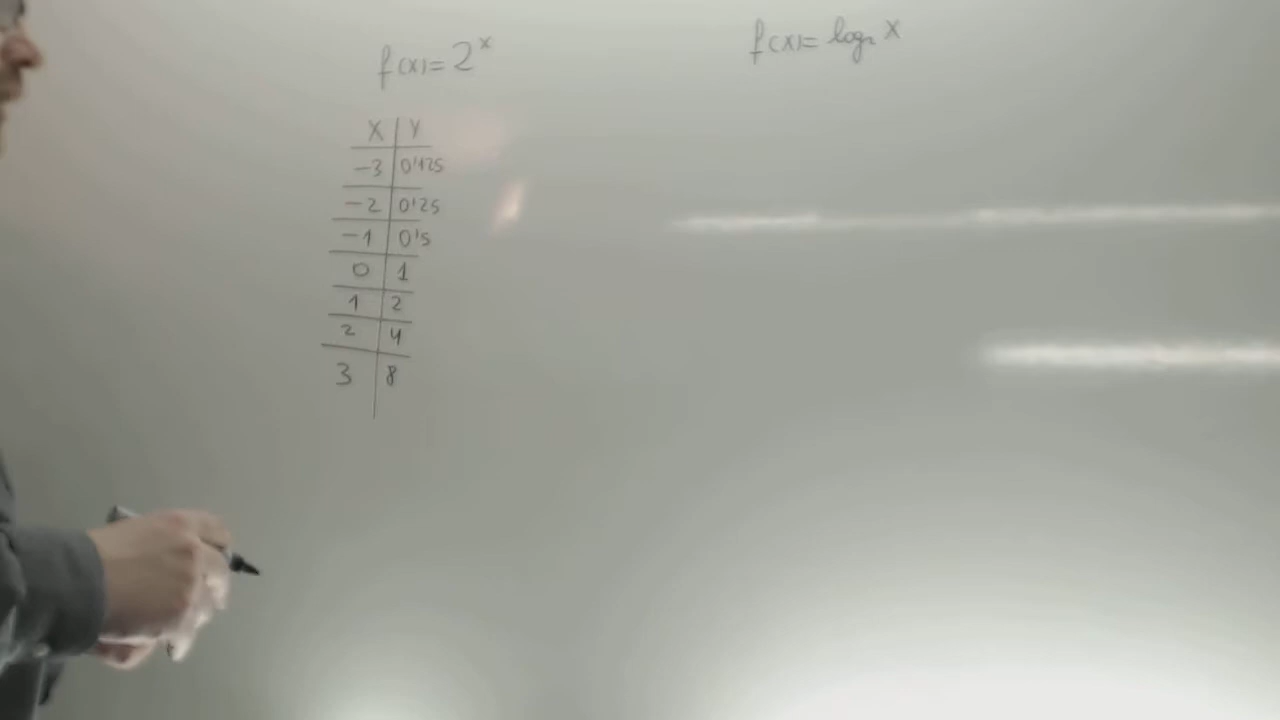 f(x)=2^x
f(x)=log₂ x
X Y
-3 0'125
-2 0'25
-1 0'5
0 1
1 2
2 4
3 8